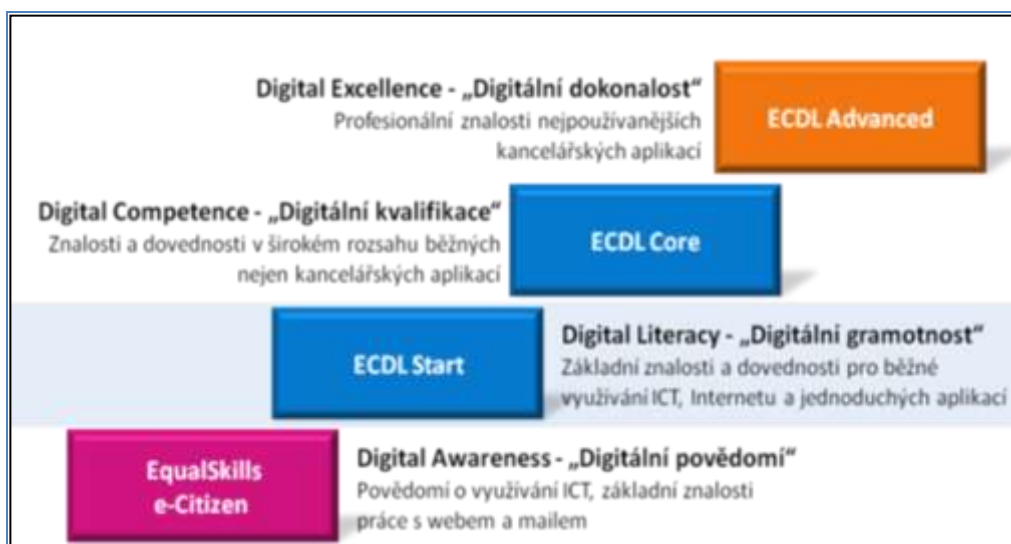 Digital Excellence - „Digitální dokonalost“
Profesionální znalosti nejpoužívanějších
kancelářských aplikací
ECDL Advanced
Digital Competence - „Digitální kvalifikace“
Znalosti a dovednosti v širokém rozsahu běžných
nejen kancelářských aplikací
ECDL Core
ECDL Start
Digital Literacy - „Digitální gramotnost“
Základní znalosti a dovednosti pro běžné
využívání ICT, Internetu a jednoduchých aplikací
EqualSkills
e-Citizen
Digital Awareness - „Digitální povědomí“
Povědomí o využívání ICT, základní znalosti
práce s webem a mailem